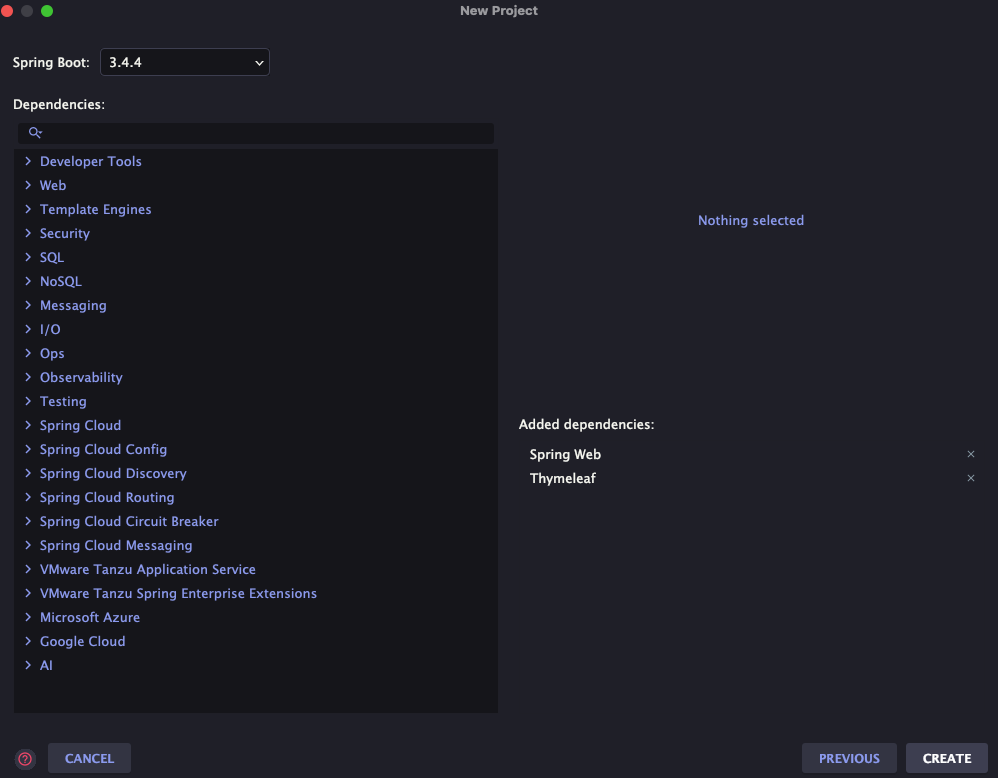 New Project
Spring Boot: 3.4.4
Dependencies:
Developer Tools
Web
Template Engines
Security
SQL
NoSQL
Messaging
I/O
Ops
Observability
Testing
Spring Cloud
Spring Cloud Config
Spring Cloud Discovery
Spring Cloud Routing
Spring Cloud Circuit Breaker
Spring Cloud Messaging
VMware Tanzu Application Service
VMware Tanzu Spring Enterprise Extensions
Microsoft Azure
Google Cloud
AI
Nothing selected
Added dependencies:
Spring Web
Thymeleaf
CANCEL
PREVIOUS
CREATE